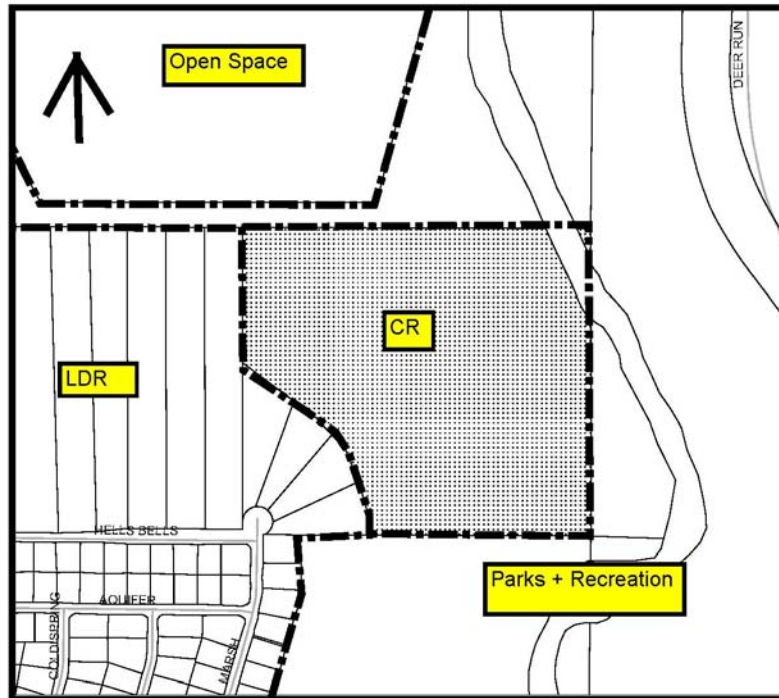 Open Space
DEER RUN
CR
LDR
HELLS BELLS
Parks + Recreation
AQUIFER
COLDSPRING
MARSH